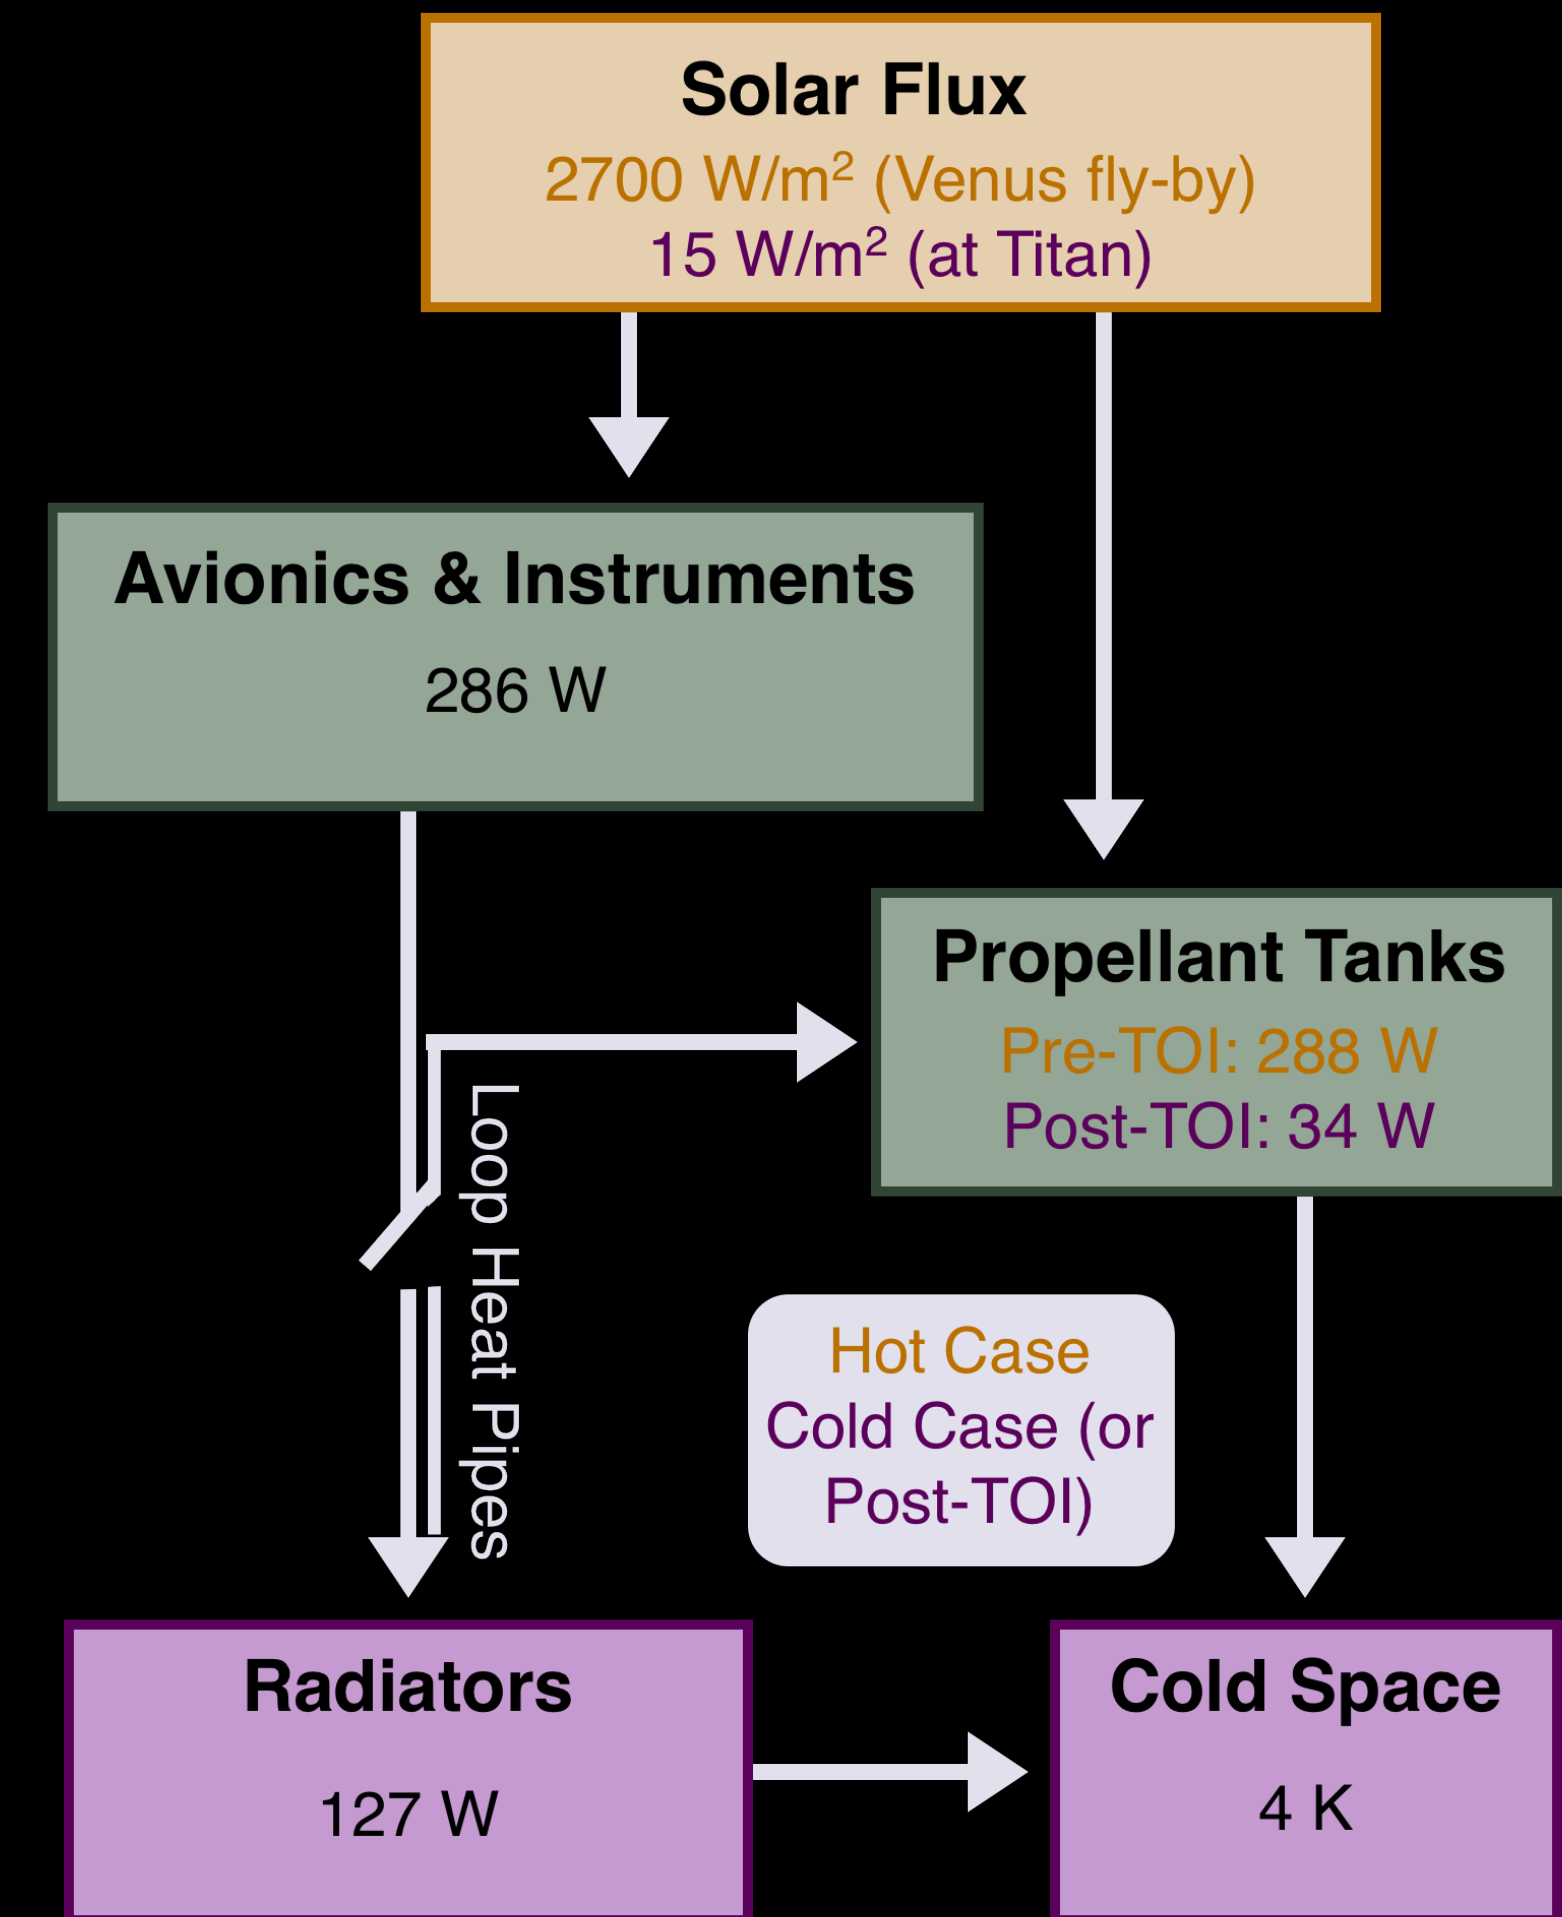 Solar Flux
2700 W/m² (Venus fly-by)
15 W/m² (at Titan)
Avionics & Instruments
286 W
Propellant Tanks
Pre-TOI: 288 W
Post-TOI: 34 W
Loop Heat Pipes
Hot Case
Cold Case (or
Post-TOI)
Radiators
127 W
Cold Space
4 K